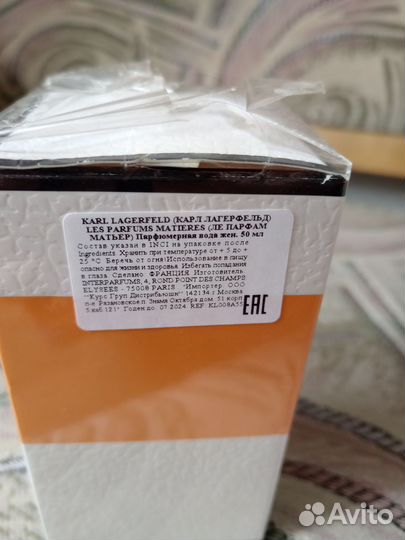 KARL LAGERFELD (КАРЛ ЛАГЕРФЕЛЬД)
LES PARFUMS MATIERES (ЛЕ ПАРФАМ
МАТЬЕР) Парфюмерная вода жен. 50 мл
Состав указан в INCI на упаковке после
Ingredients. Хранить при температуре от + 5 до +
25 °C. Беречь от огня!Использование в пищу
опасно для жизни и здоровья. Избегать попадания
в глаза. Сделано: ФРАНЦИЯ. Изготовитель:
INTERPARFUMS, 4, ROND POINT DES CHAMPS
ELYSEES - 75008 PARIS "Импортер: ООО
""Курс Груп Дистрибьюшн"" 142134 г. Москва
п-е Рязановское п. Знамя Октября дом. 51 корп.
5.каб.121" Годен до: 07.2024. REF: KL008A55
EAC
Avito